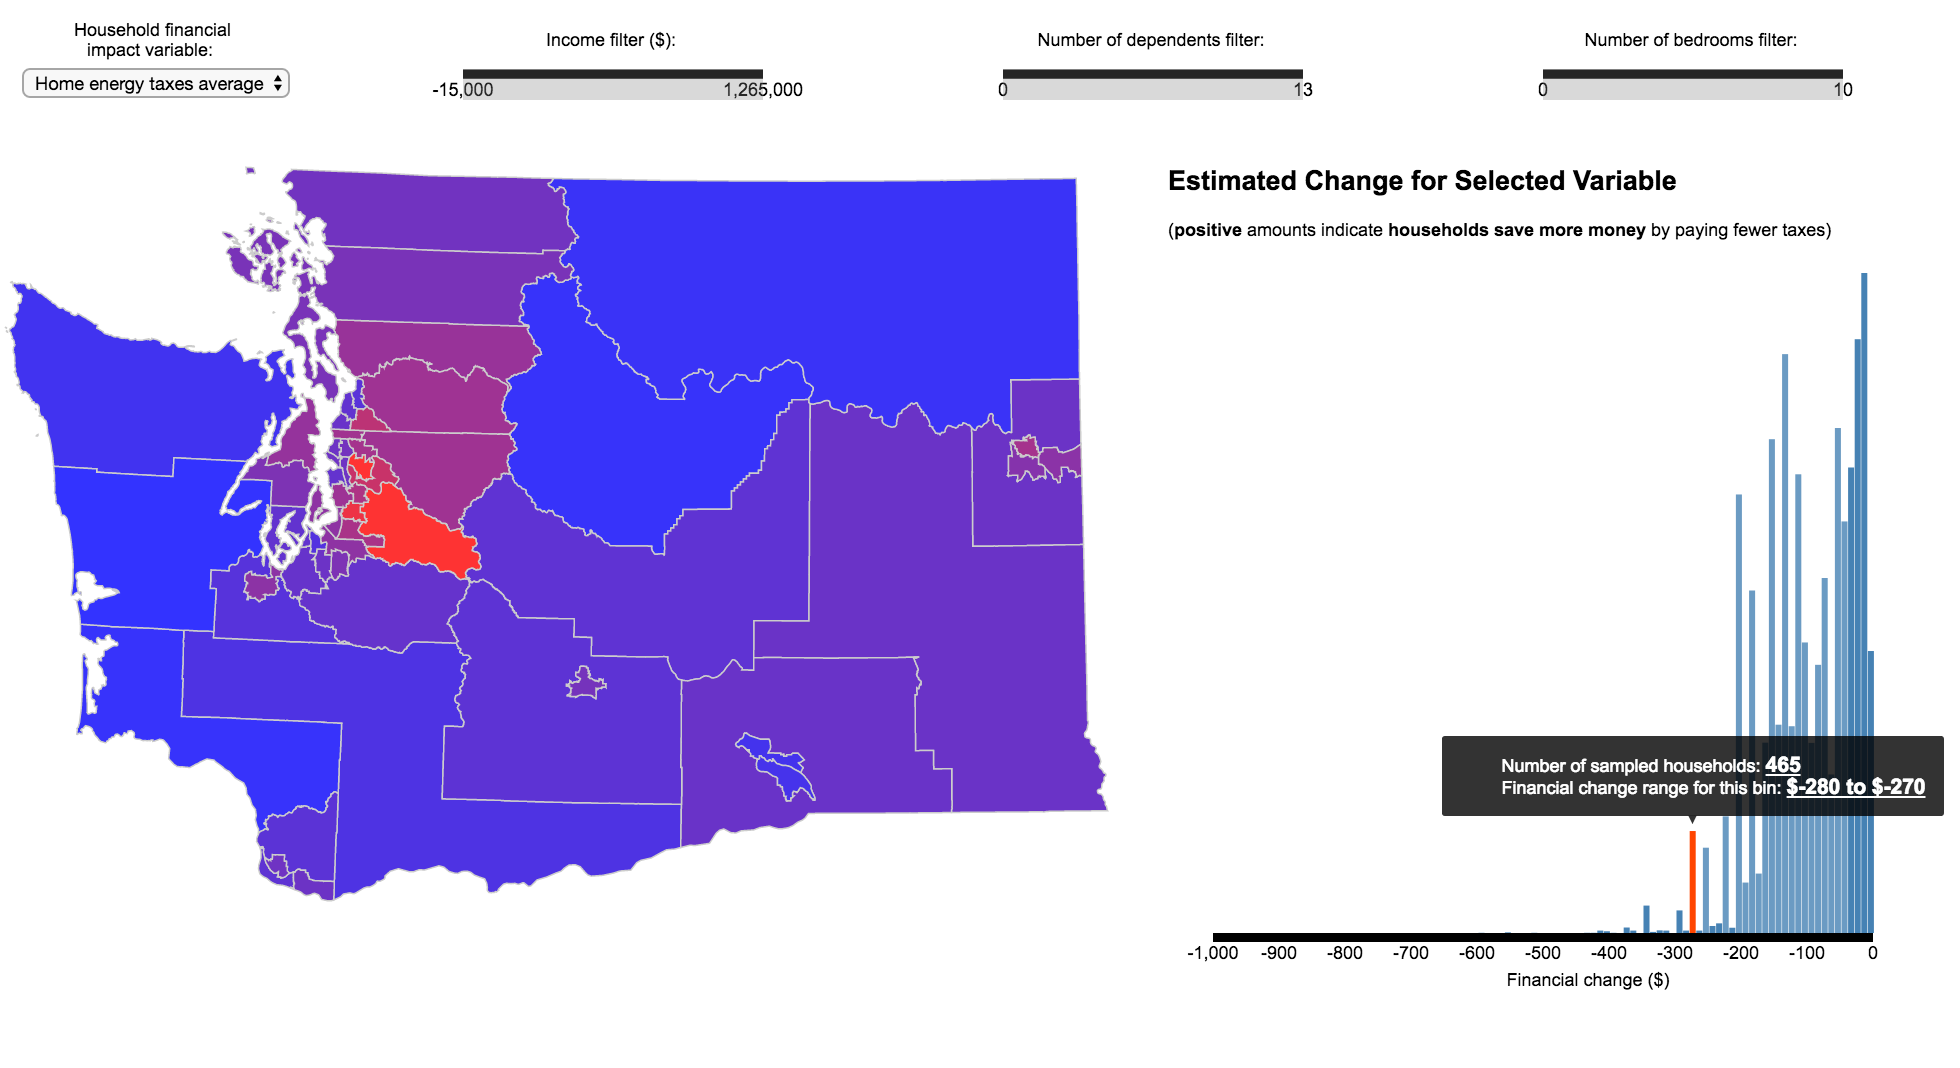 Household financial
impact variable:
Home energy taxes average
Income filter ($):
-15,000 1,265,000
Number of dependents filter:
0 13
Number of bedrooms filter:
0 10
Estimated Change for Selected Variable
(positive amounts indicate households save more money by paying fewer taxes)
Number of sampled households: 465
Financial change range for this bin: $-280 to $-270
-1,000 -900 -800 -700 -600 -500 -400 -300 -200 -100 0
Financial change ($)